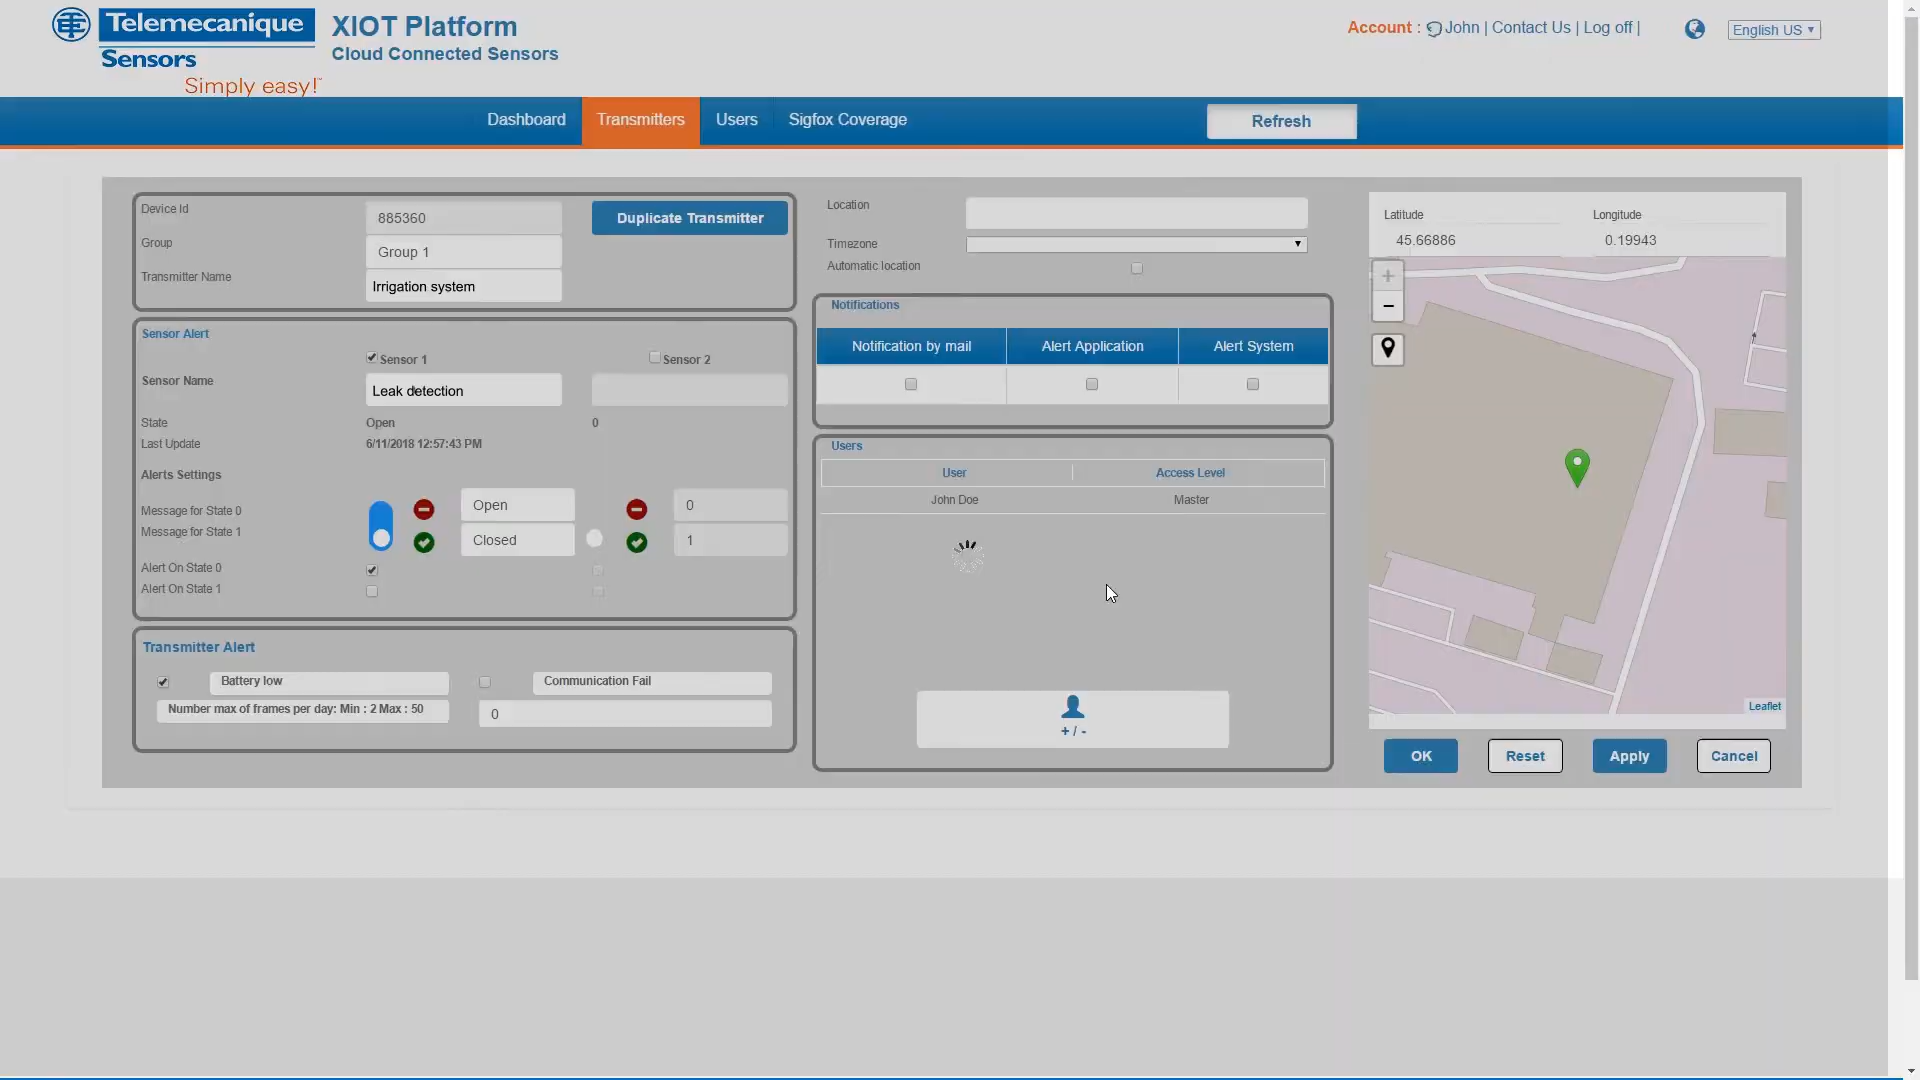 Telemecanique
Sensors
Simply easy!™
XIOT Platform
Cloud Connected Sensors
Account : John | Contact Us | Log off |
English US
Dashboard
Transmitters
Users
Sigfox Coverage
Refresh
Device Id
885360
Duplicate Transmitter
Group
Group 1
Transmitter Name
Irrigation system
Sensor Alert
Sensor 1
Sensor 2
Sensor Name
Leak detection
State
Open
0
Last Update
6/11/2018 12:57:43 PM
Alerts Settings
Message for State 0
Open
0
Message for State 1
Closed
1
Alert On State 0
Alert On State 1
Transmitter Alert
Battery low
Communication Fail
Number max of frames per day: Min : 2 Max : 50
0
Location
Timezone
Automatic location
Notifications
Notification by mail
Alert Application
Alert System
Users
User
Access Level
John Doe
Master
+ / -
Latitude
Longitude
45.66886
0.19943
+
−
Leaflet
OK
Reset
Apply
Cancel